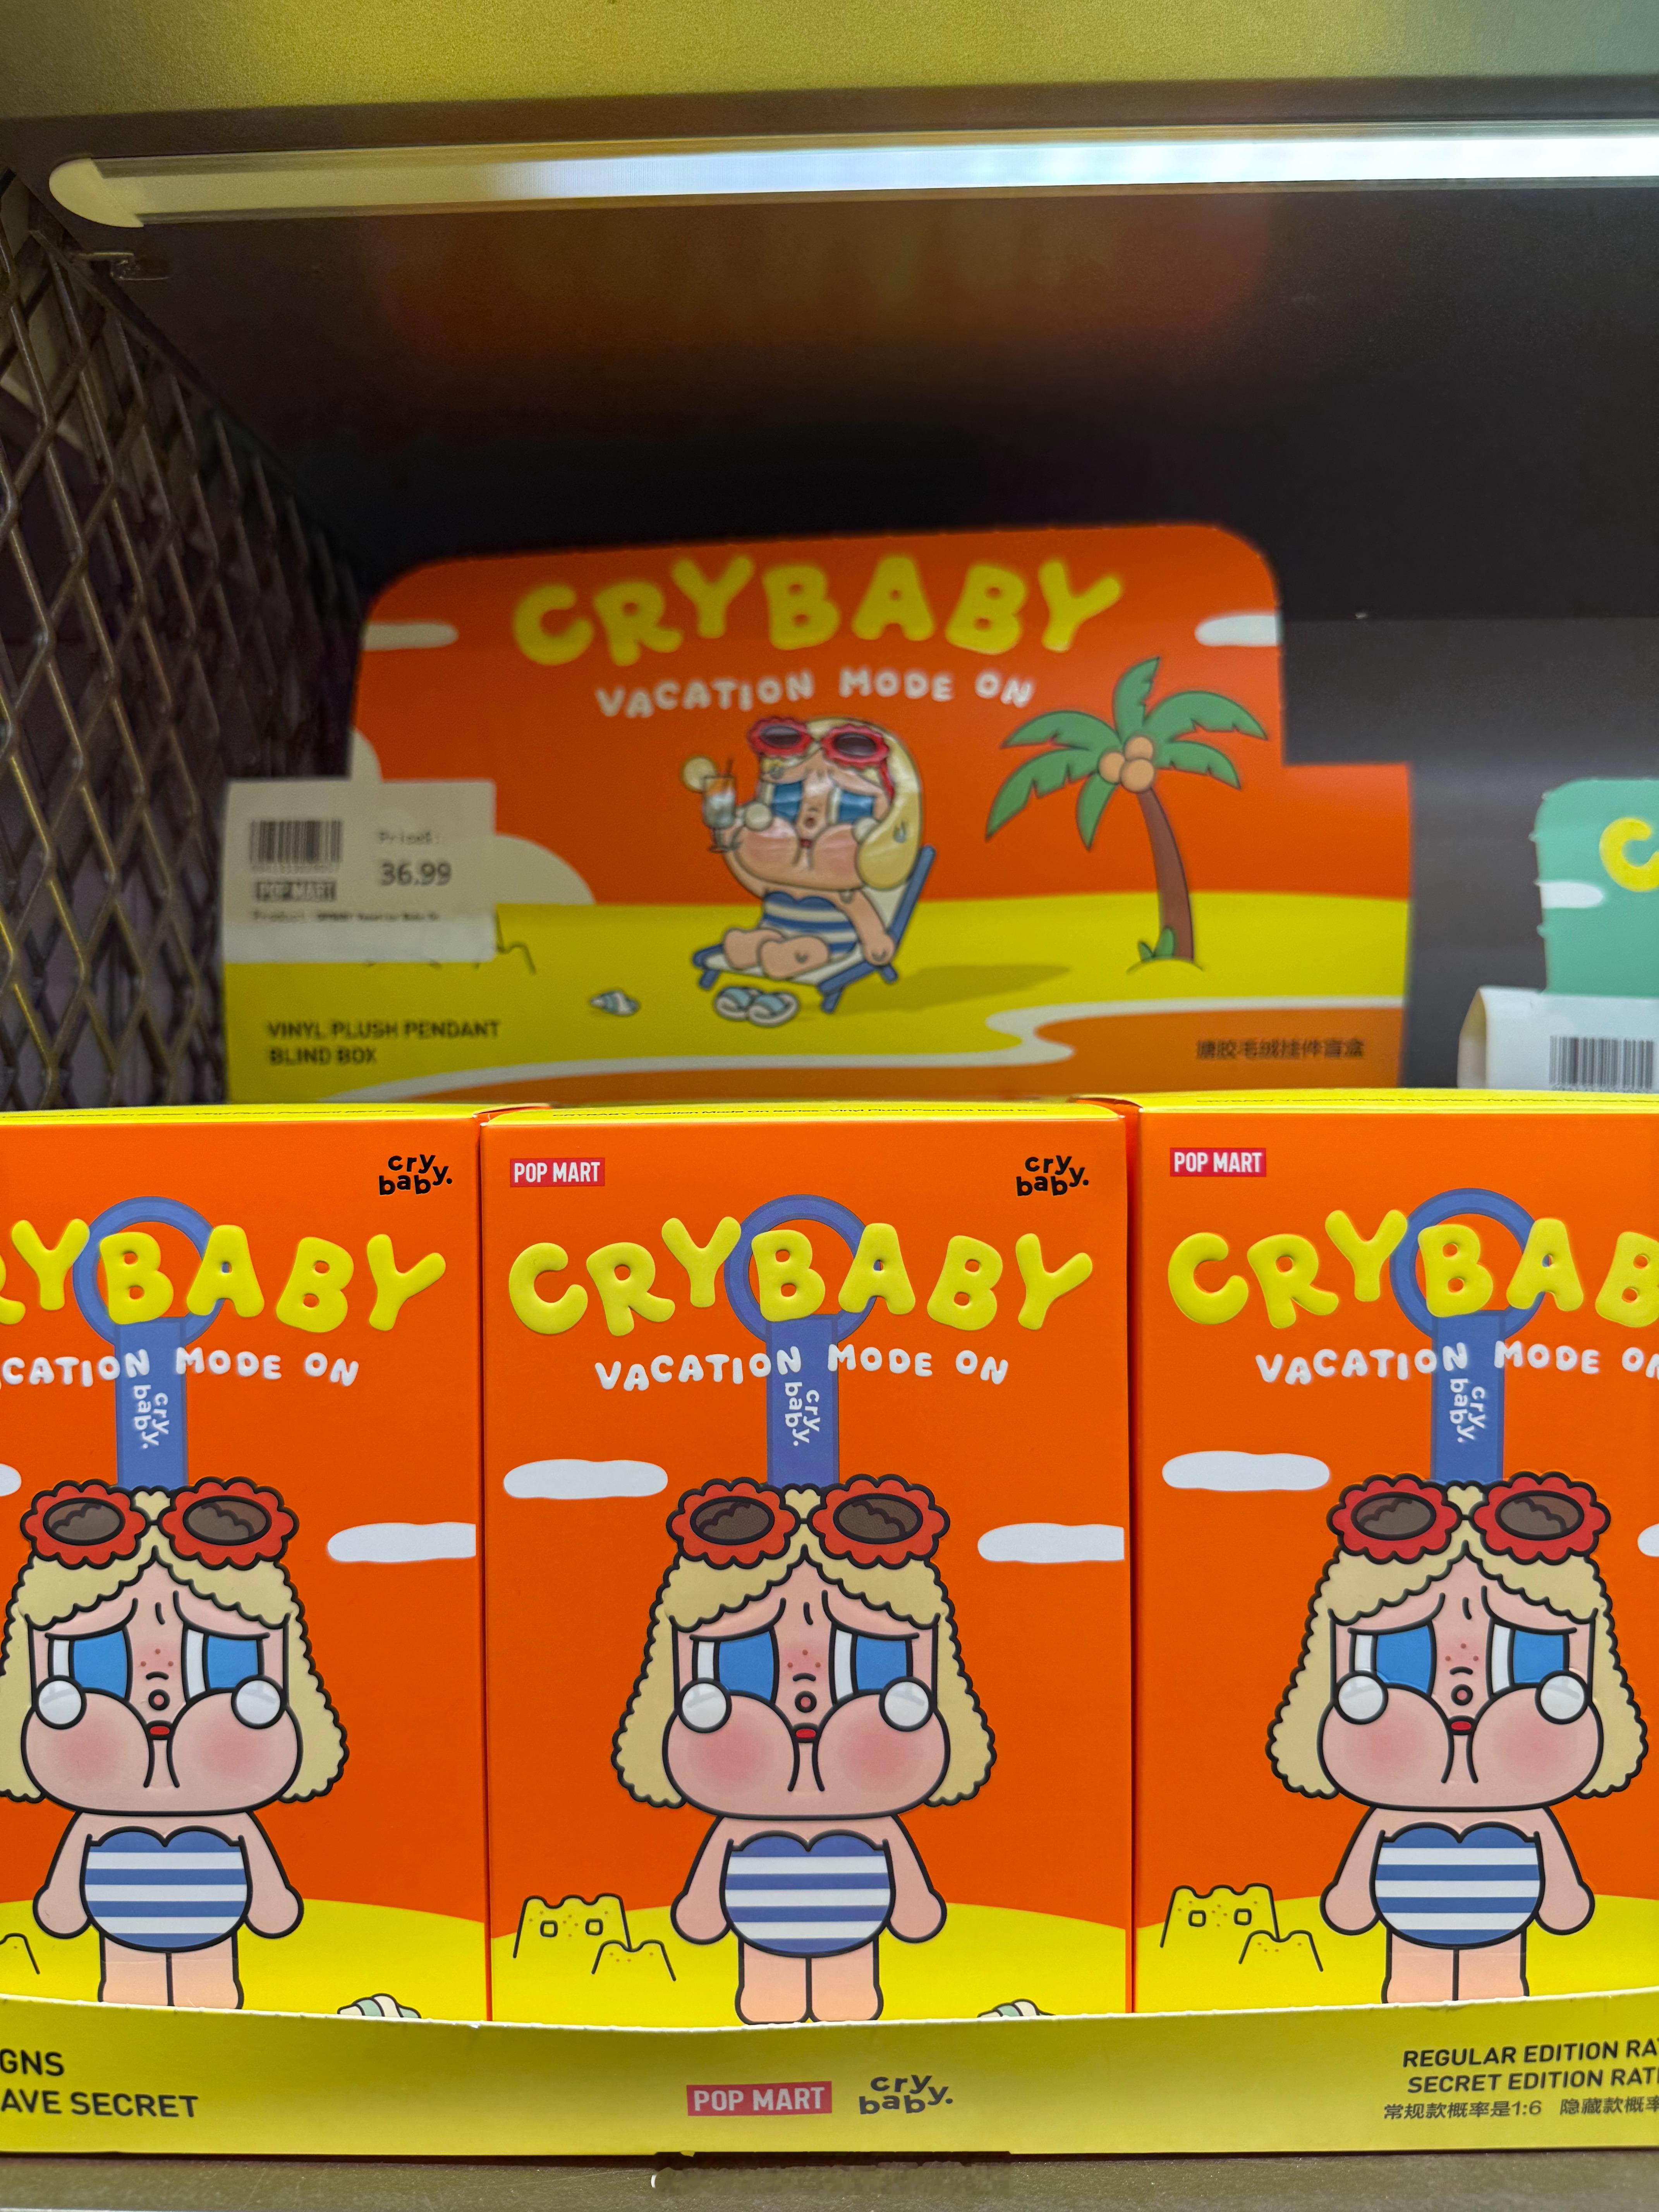 CRYBABY
VACATION MODE ON
Price$:
36.99
POP MART
VINYL PLUSH PENDANT
BLIND BOX
搪胶毛绒挂件盲盒
C
cry
baby.
RYBABY
CATION MODE ON
cry
baby.
POP MART
cry
baby.
CRYBABY
VACATION MODE ON
cry
baby.
POP MART
CRYBAB
VACATION MODE ON
cry
baby.
GNS
AVE SECRET
POP MART
cry
baby.
REGULAR EDITION RA
SECRET EDITION RAT
常规款概率是1:6 隐藏款概率